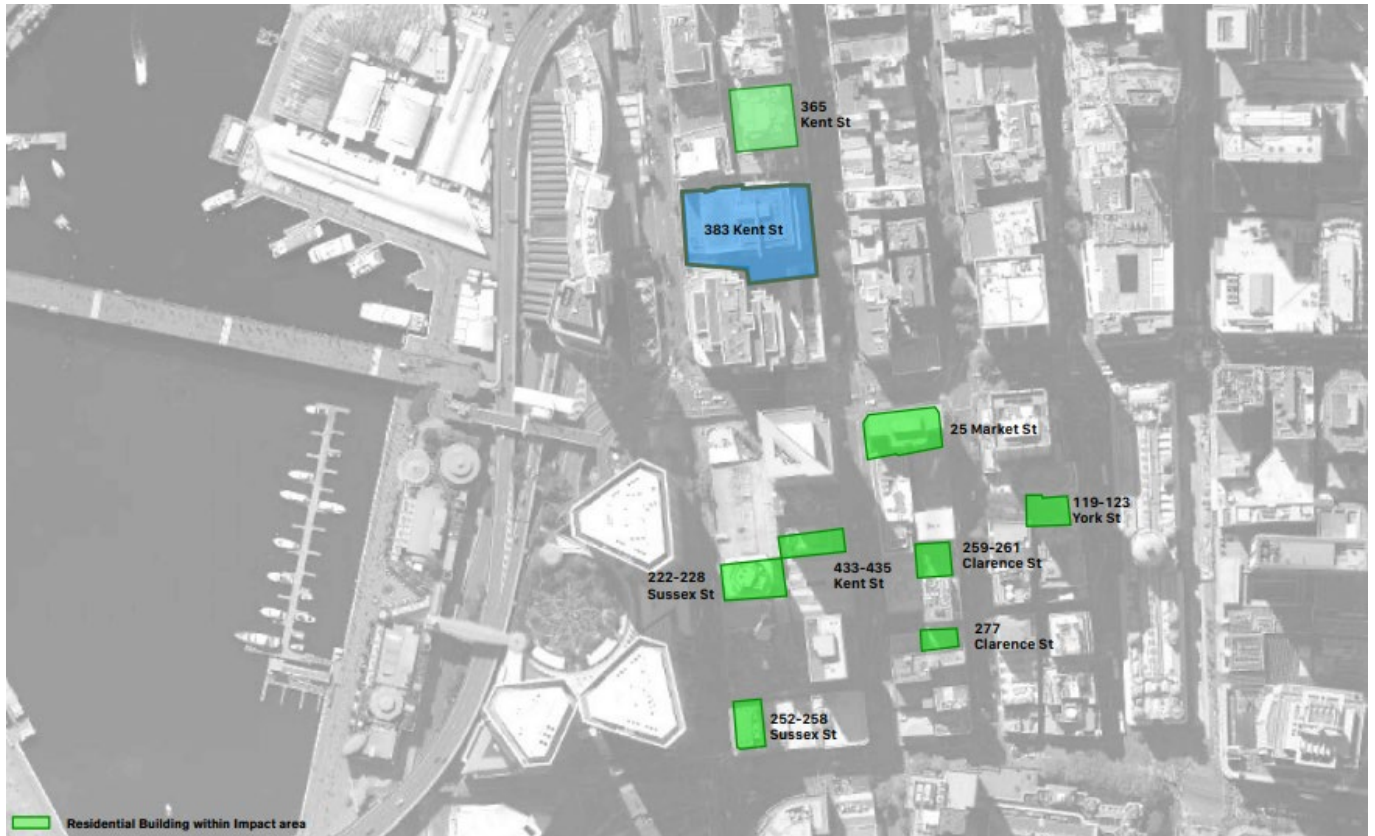 365
Kent St
383 Kent St
25 Market St
119-123
York St
259-261
Clarence St
433-435
Kent St
222-228
Sussex St
277
Clarence St
252-258
Sussex St
Residential Building within Impact area